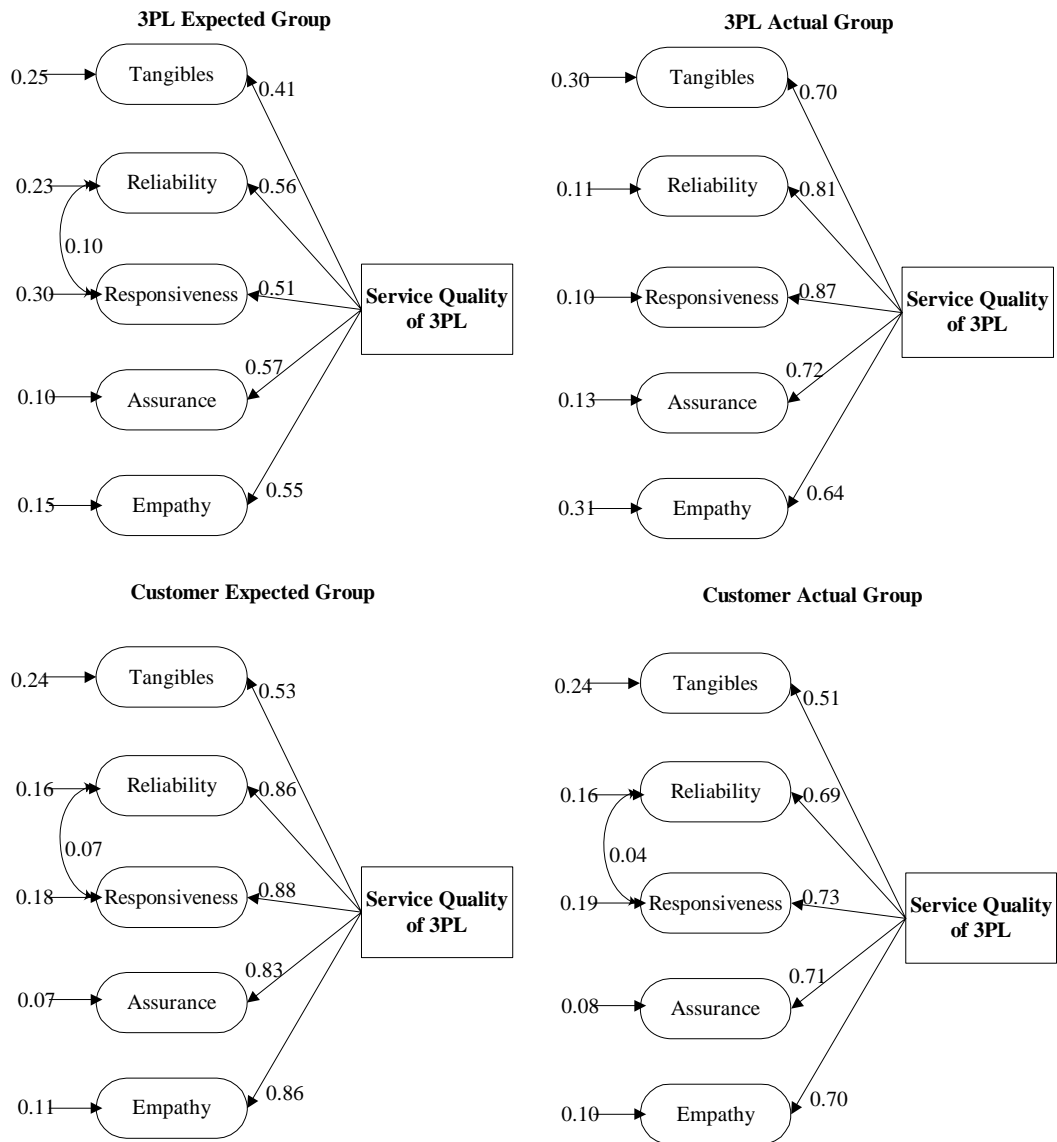 3PL Expected Group
0.25
Tangibles
0.41
0.23
Reliability
0.56
0.10
0.30
Responsiveness
0.51
Service Quality
of 3PL
0.57
0.10
Assurance
0.15
Empathy
0.55
3PL Actual Group
0.30
Tangibles
0.70
0.11
Reliability
0.81
0.10
Responsiveness
0.87
Service Quality
of 3PL
0.72
0.13
Assurance
0.31
Empathy
0.64
Customer Expected Group
0.24
Tangibles
0.53
0.16
Reliability
0.86
0.07
0.18
Responsiveness
0.88
Service Quality
of 3PL
0.83
0.07
Assurance
0.11
Empathy
0.86
Customer Actual Group
0.24
Tangibles
0.51
0.16
Reliability
0.69
0.04
0.19
Responsiveness
0.73
Service Quality
of 3PL
0.71
0.08
Assurance
0.10
Empathy
0.70